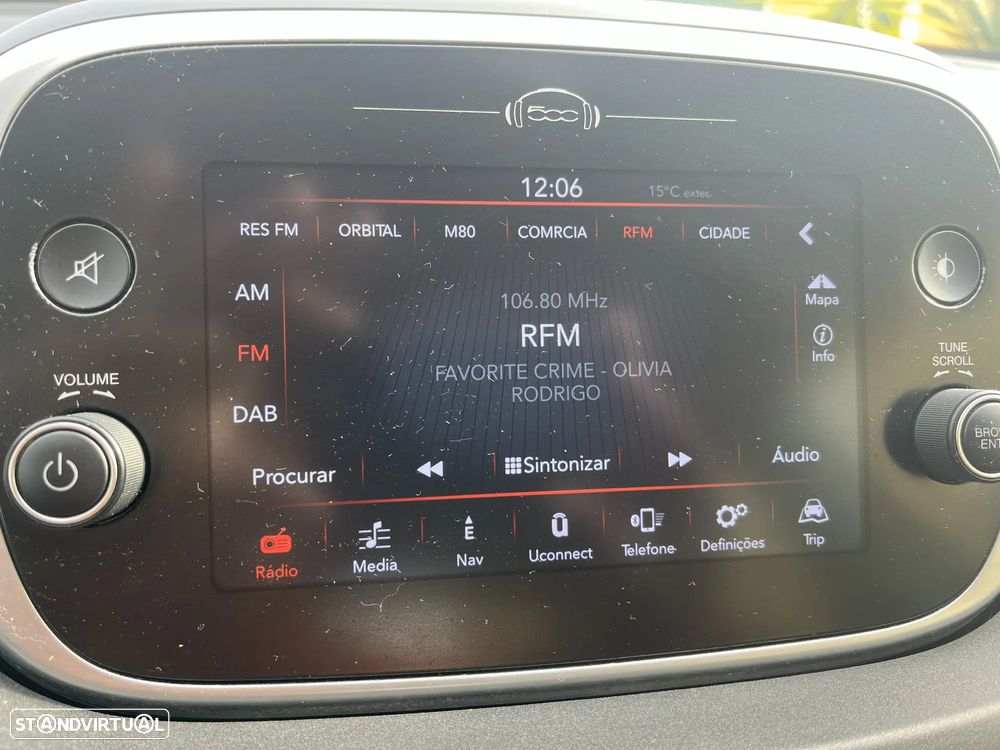 500
12:06 15°C exter.
RES FM ORBITAL M80 COMRCIA RFM CIDADE
AM
FM
DAB
106.80 MHz
RFM
FAVORITE CRIME - OLIVIA
RODRIGO
Mapa
Info
VOLUME
TUNE
SCROLL
BRO
ENT
Procurar Sintonizar Áudio
Rádio Media E Nav Uconnect Telefone Definições Trip
STANDVIRTUAL